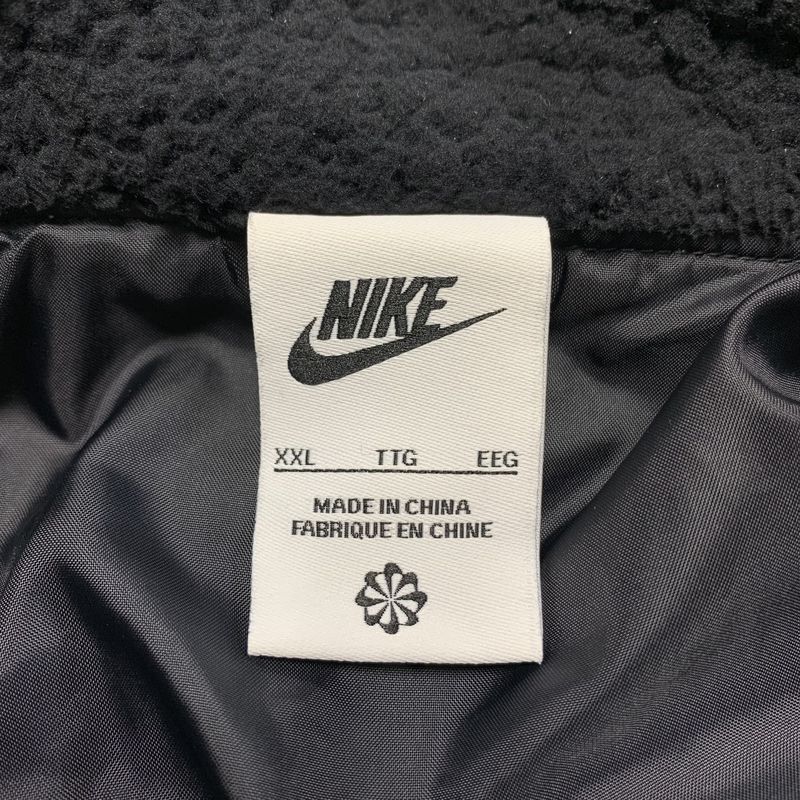 NIKE
XXL TTG EEG
MADE IN CHINA
FABRIQUE EN CHINE